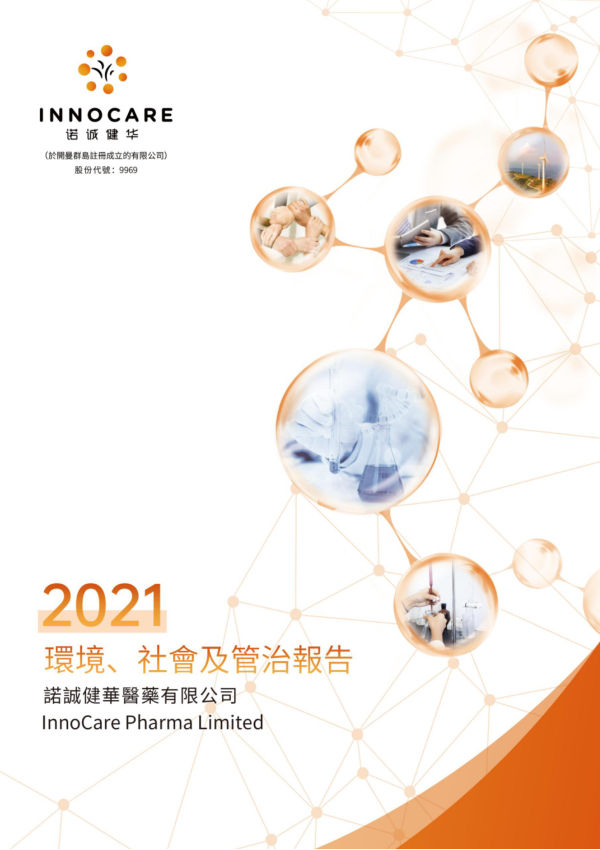 INNOCARE
诺诚健华
（於開曼群島註冊成立的有限公司）
股份代號：9969
2021
環境、社會及管治報告
諾誠健華醫藥有限公司
InnoCare Pharma Limited